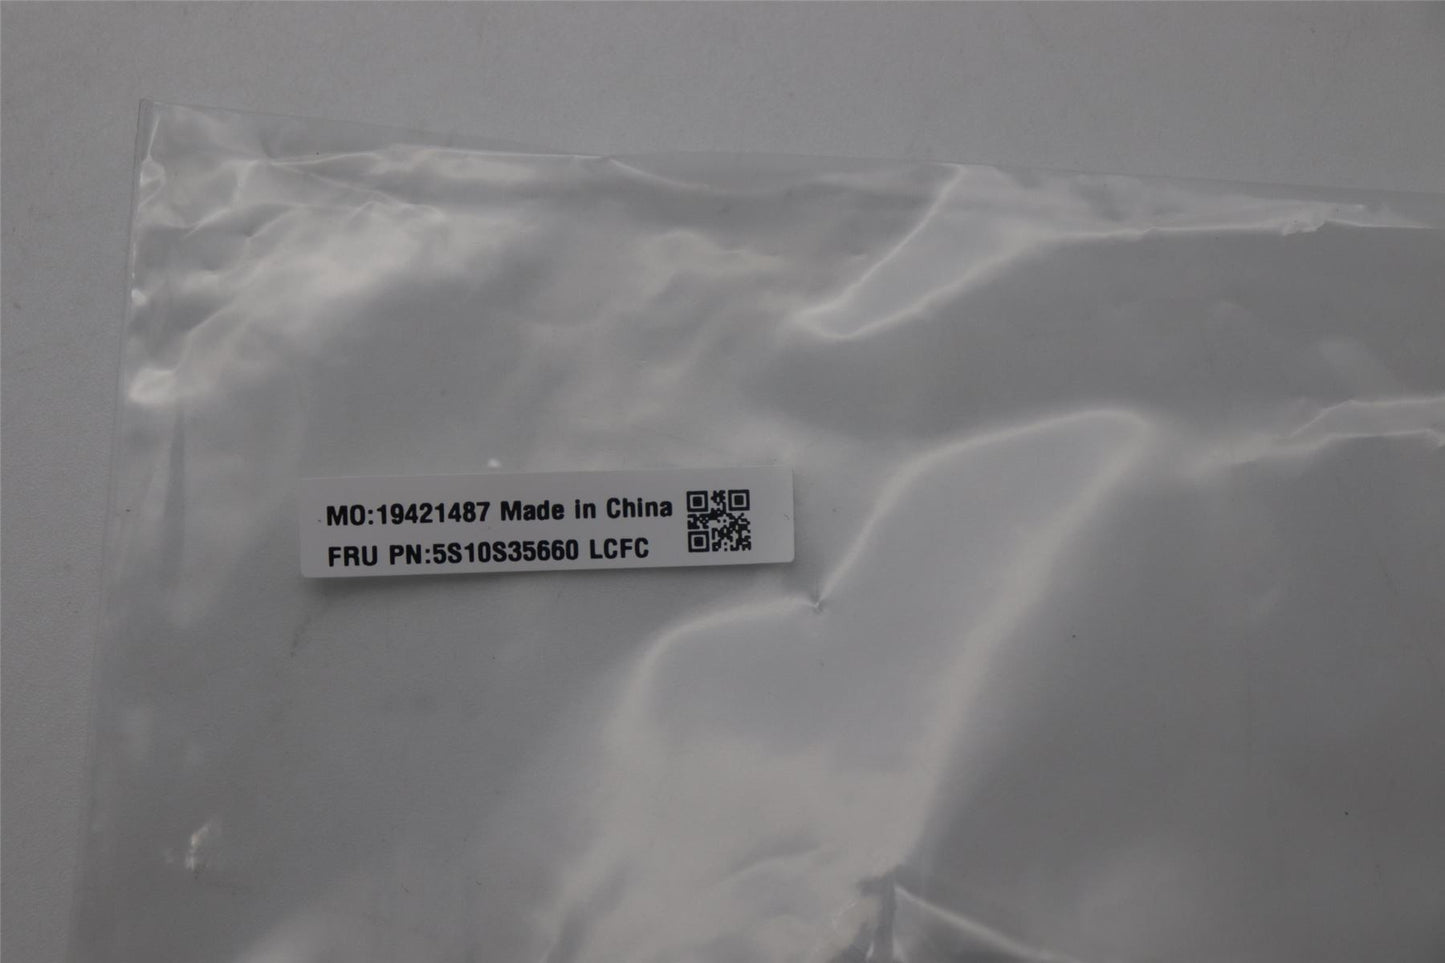 MO:19421487 Made in China
FRU PN:5S10S35660 LCFC